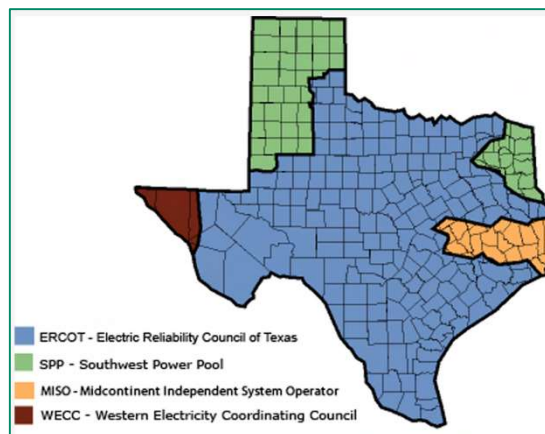 ERCOT - Electric Reliability Council of Texas
SPP - Southwest Power Pool
MISO - Midcontinent Independent System Operator
WECC - Western Electricity Coordinating Council